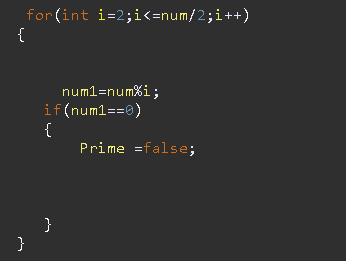 for(int i=2;i<=num/2;i++)
{
num1=num%i;
if(num1==0)
{
Prime =false;
}
}